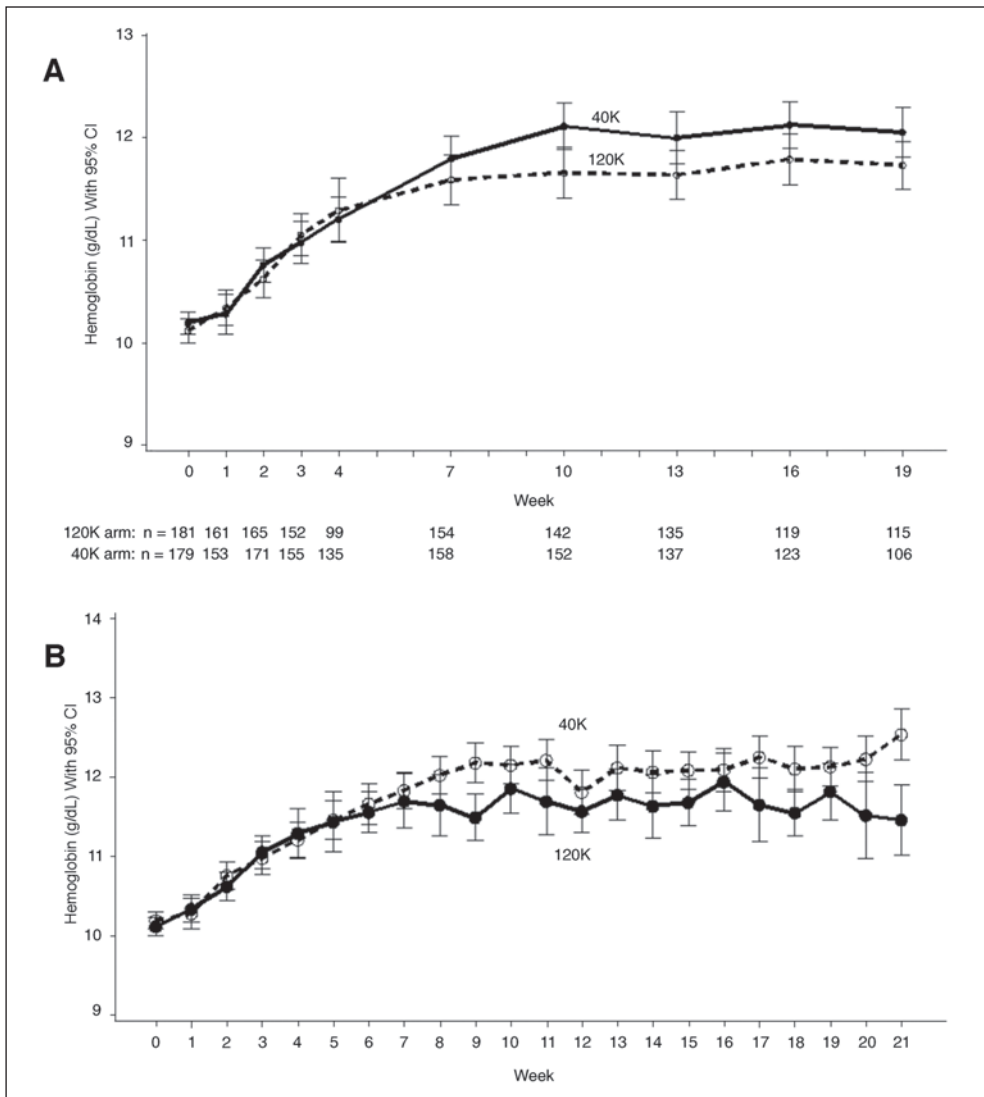 A
Hemoglobin (g/dL) With 95% CI
13
12
11
10
9
40K
120K
0 1 2 3 4 7 10 13 16 19
Week
120K arm: n = 181 161 165 152 99 154 142 135 119 115
40K arm: n = 179 153 171 155 135 158 152 137 123 106
B
Hemoglobin (g/dL) With 95% CI
14
13
12
11
10
9
40K
120K
0 1 2 3 4 5 6 7 8 9 10 11 12 13 14 15 16 17 18 19 20 21
Week